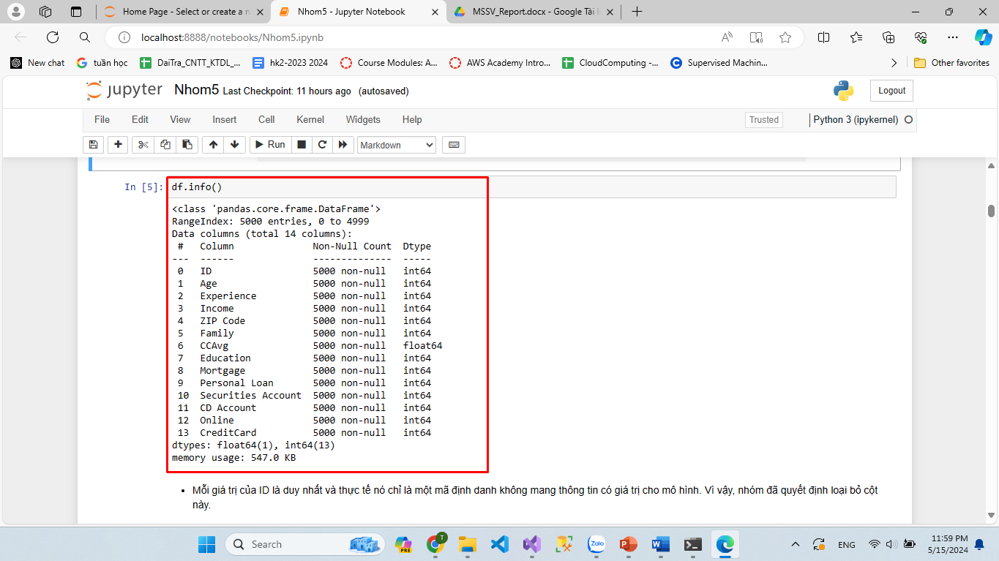 Home Page - Select or create a n
Nhom5 - Jupyter Notebook
MSSV_Report.docx - Google Tài l
localhost:8888/notebooks/Nhom5.ipynb
New chat
tuần học
DaiTra_CNTT_KTDL_...
hk2-2023 2024
Course Modules: A...
AWS Academy Intro...
CloudComputing -...
Supervised Machin...
Other favorites
jupyter Nhom5 Last Checkpoint: 11 hours ago (autosaved)
Logout
File Edit View Insert Cell Kernel Widgets Help
Trusted
Python 3 (ipykernel)
Run
Markdown
In [5]: df.info()
<class 'pandas.core.frame.DataFrame'>
RangeIndex: 5000 entries, 0 to 4999
Data columns (total 14 columns):
# Column Non-Null Count Dtype
--- ------ -------------- -----
0 ID 5000 non-null int64
1 Age 5000 non-null int64
2 Experience 5000 non-null int64
3 Income 5000 non-null int64
4 ZIP Code 5000 non-null int64
5 Family 5000 non-null int64
6 CCAvg 5000 non-null float64
7 Education 5000 non-null int64
8 Mortgage 5000 non-null int64
9 Personal Loan 5000 non-null int64
10 Securities Account 5000 non-null int64
11 CD Account 5000 non-null int64
12 Online 5000 non-null int64
13 CreditCard 5000 non-null int64
dtypes: float64(1), int64(13)
memory usage: 547.0 KB
• Mỗi giá trị của ID là duy nhất và thực tế nó chỉ là một mã định danh không mang thông tin có giá trị cho mô hình. Vì vậy, nhóm đã quyết định loại bỏ cột
này.
Search
PRE
T
Zalo
ENG
11:59 PM
5/15/2024